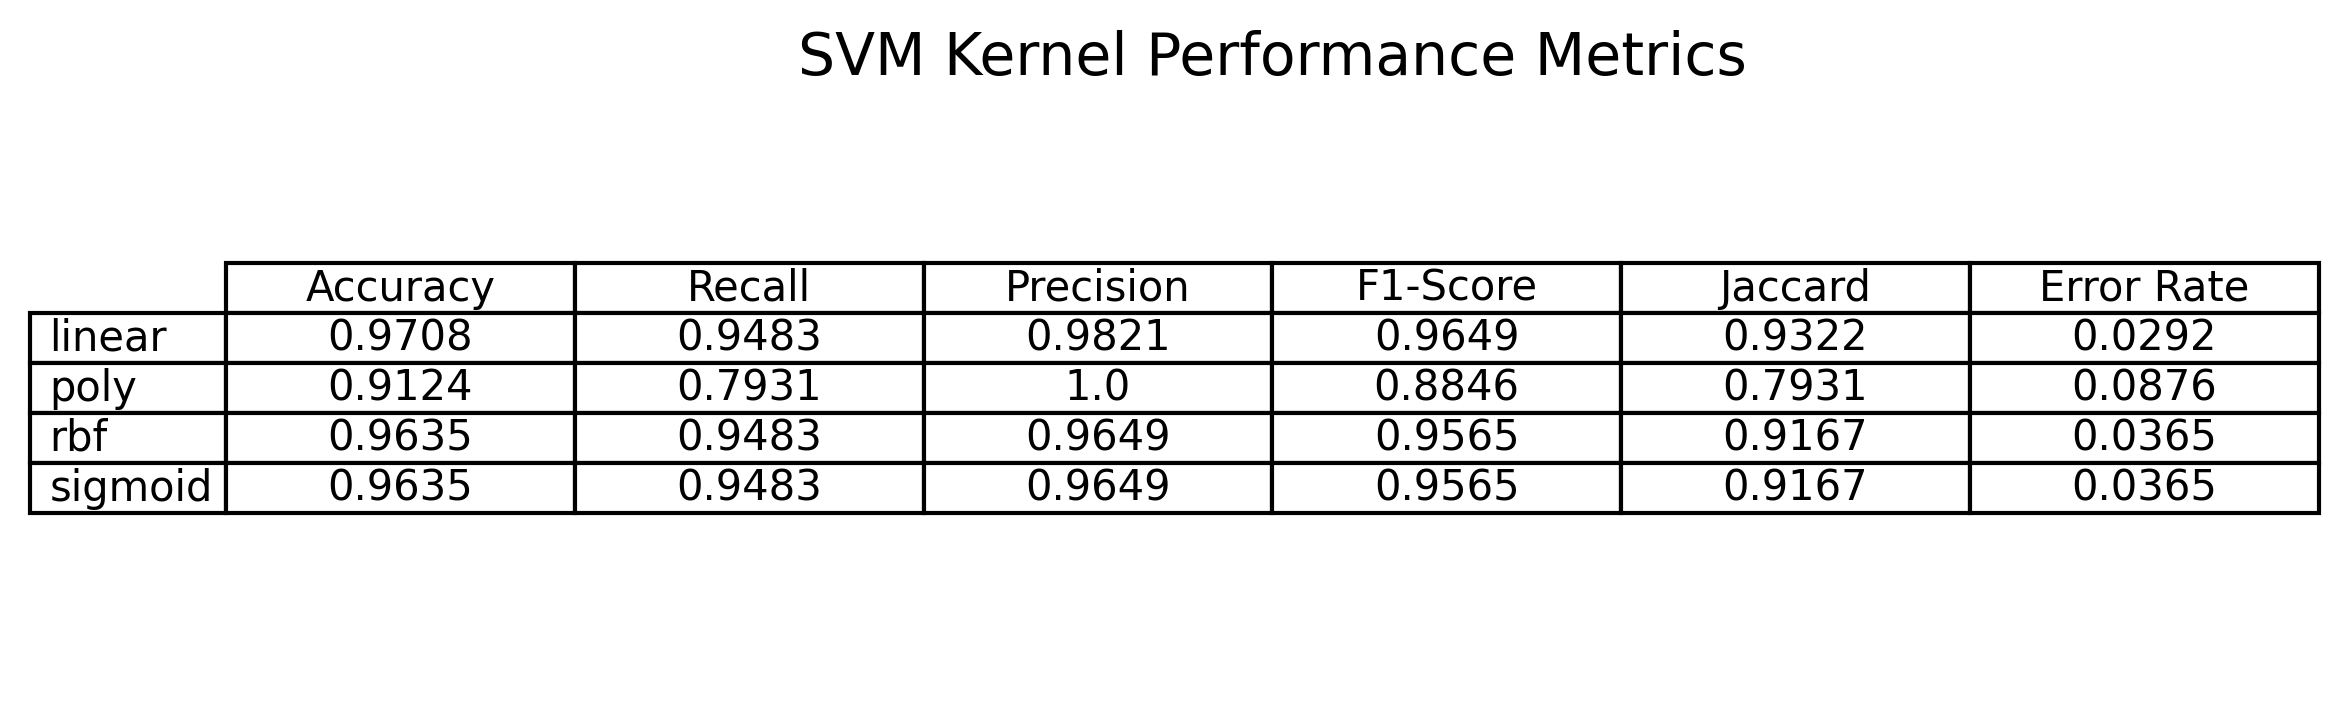 SVM Kernel Performance Metrics
Accuracy Recall Precision F1-Score Jaccard Error Rate
linear 0.9708 0.9483 0.9821 0.9649 0.9322 0.0292
poly 0.9124 0.7931 1.0 0.8846 0.7931 0.0876
rbf 0.9635 0.9483 0.9649 0.9565 0.9167 0.0365
sigmoid 0.9635 0.9483 0.9649 0.9565 0.9167 0.0365